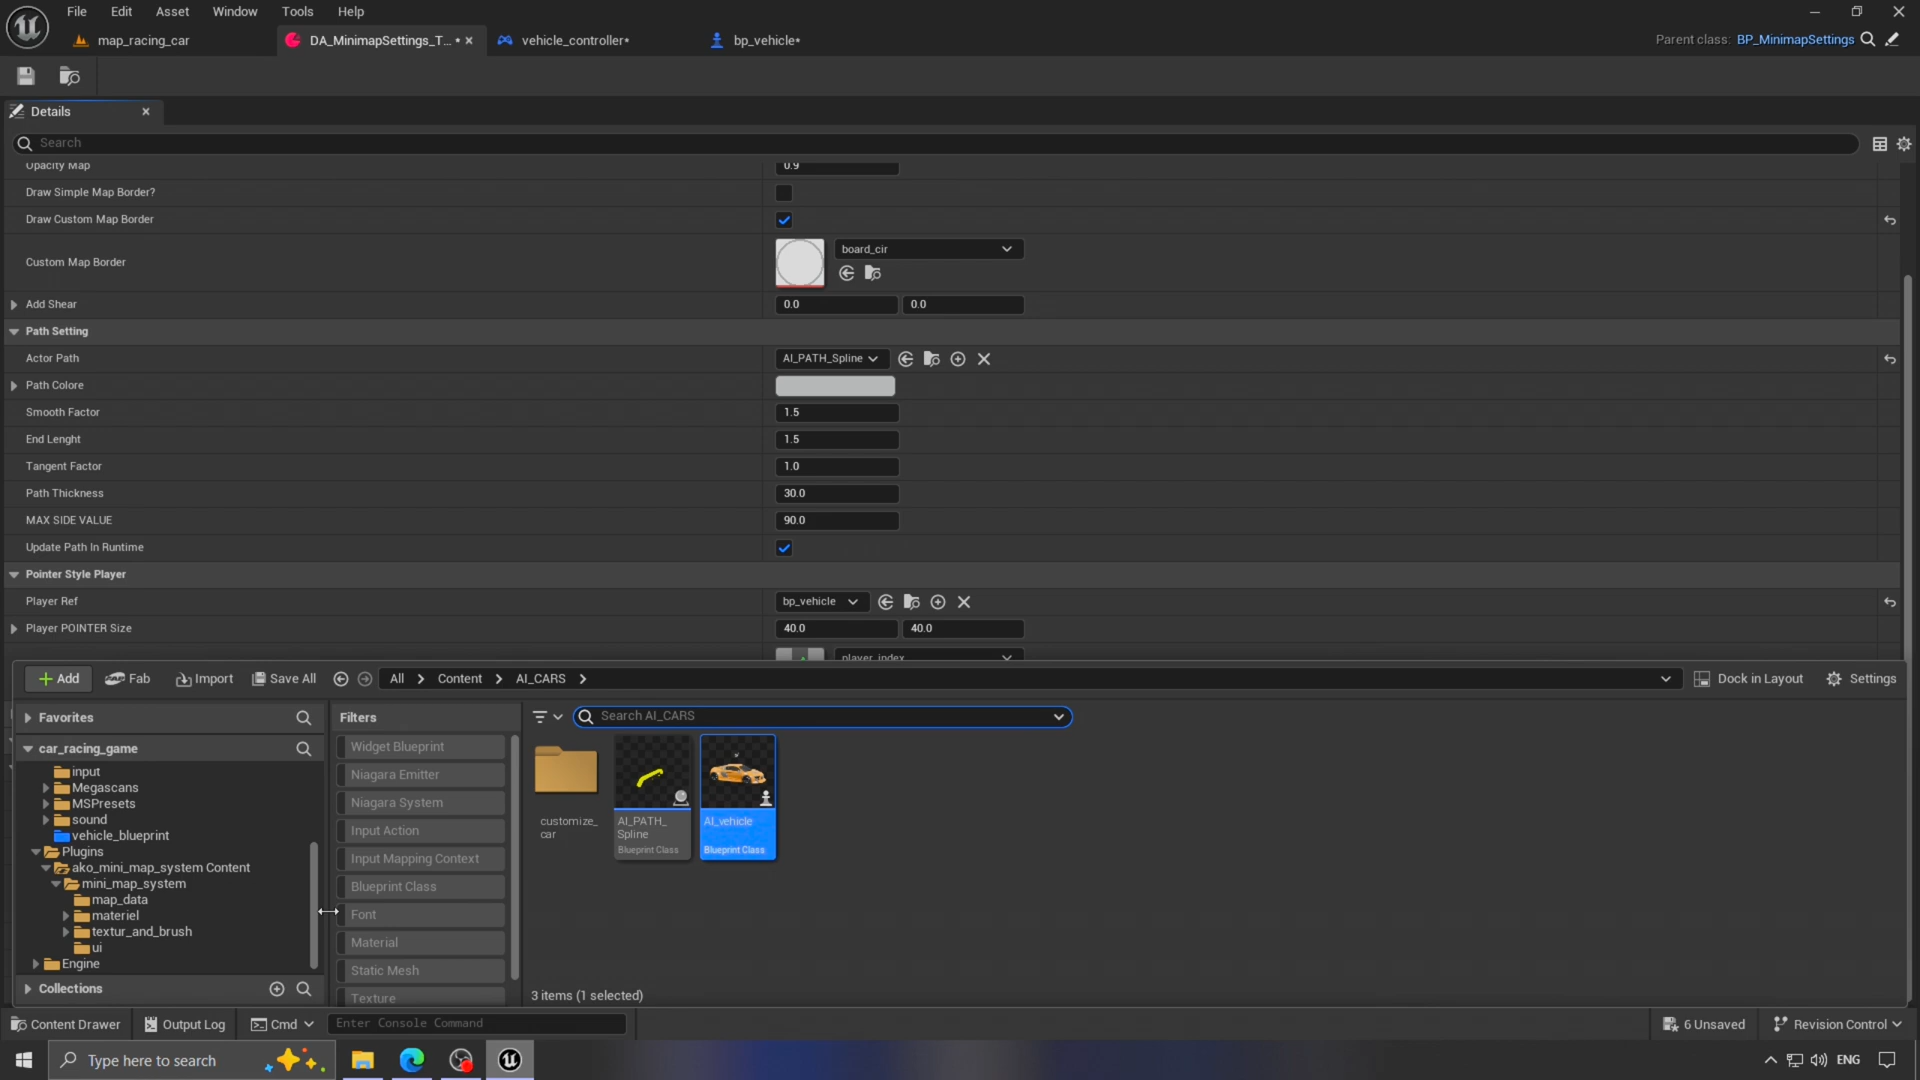 File Edit Asset Window Tools Help
map_racing_car
DA_MinimapSettings_T... •
vehicle_controller*
bp_vehicle*
Parent class: BP_MinimapSettings
Details
Search
Opacity Map 0.9
Draw Simple Map Border?
Draw Custom Map Border
Custom Map Border board_cir
Add Shear 0.0 0.0
Path Setting
Actor Path AI_PATH_Spline
Path Colore
Smooth Factor 1.5
End Lenght 1.5
Tangent Factor 1.0
Path Thickness 30.0
MAX SIDE VALUE 90.0
Update Path In Runtime
Pointer Style Player
Player Ref bp_vehicle
Player POINTER Size 40.0 40.0
player_index
Add Fab Import Save All All Content AI_CARS Dock in Layout Settings
Favorites
car_racing_game
input
Megascans
MSPresets
sound
vehicle_blueprint
Plugins
ako_mini_map_system Content
mini_map_system
map_data
materiel
textur_and_brush
ui
Engine
Collections
Filters
Widget Blueprint
Niagara Emitter
Niagara System
Input Action
Input Mapping Context
Blueprint Class
Font
Material
Static Mesh
Texture
Search AI_CARS
customize_
car
AI_PATH_
Spline
Blueprint Class
AI_vehicle
Blueprint Class
3 items (1 selected)
Content Drawer Output Log Cmd Enter Console Command 6 Unsaved Revision Control
Type here to search ENG